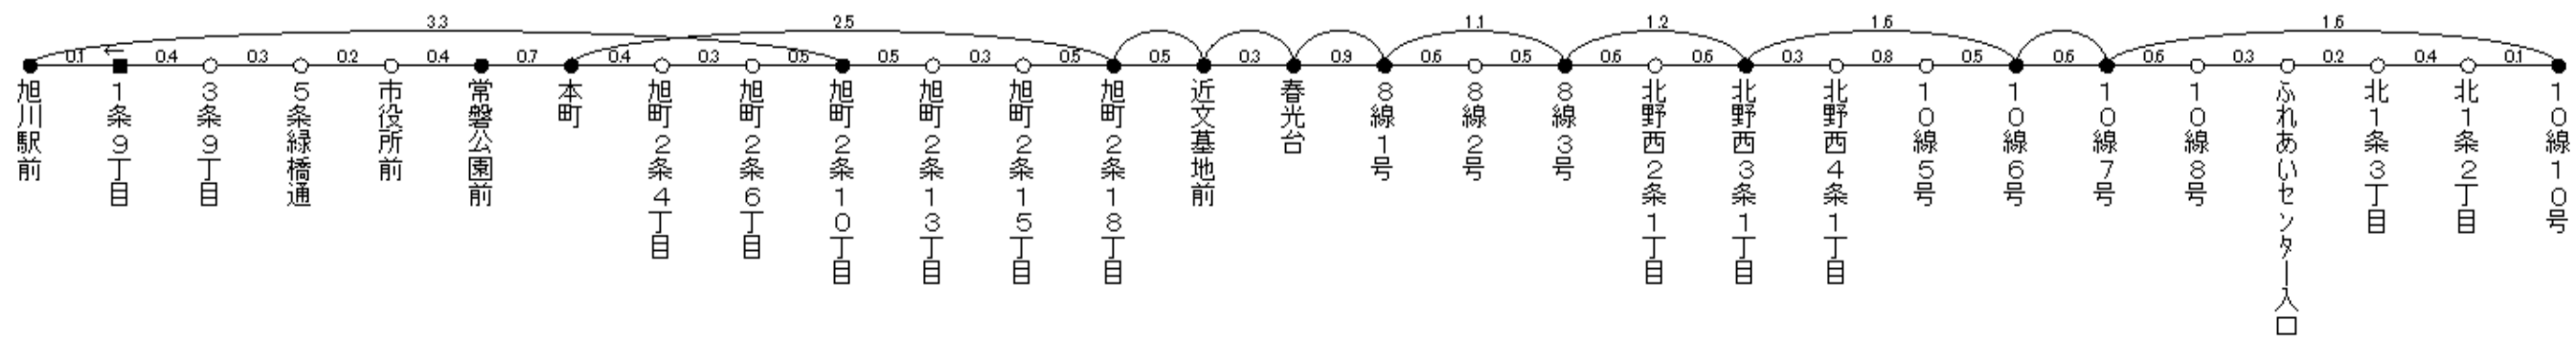 3.3 2.5 1.1 1.2 1.6 1.6
0.1 ← 0.4 0.3 0.2 0.4 0.7 0.4 0.3 0.5 0.5 0.3 0.5 0.5 0.3 0.9 0.6 0.5 0.6 0.6 0.3 0.8 0.5 0.6 0.6 0.3 0.2 0.4 0.1
旭川駅前
1条9丁目
3条9丁目
5条緑橋通
市役所前
常磐公園前
本町
旭町2条4丁目
旭町2条6丁目
旭町2条10丁目
旭町2条13丁目
旭町2条15丁目
旭町2条18丁目
近文墓地前
春光台
8線1号
8線2号
8線3号
北野西2条1丁目
北野西3条1丁目
北野西4条1丁目
10線5号
10線6号
10線7号
10線8号
ふれあいセンター入口
北1条3丁目
北1条2丁目
10線10号